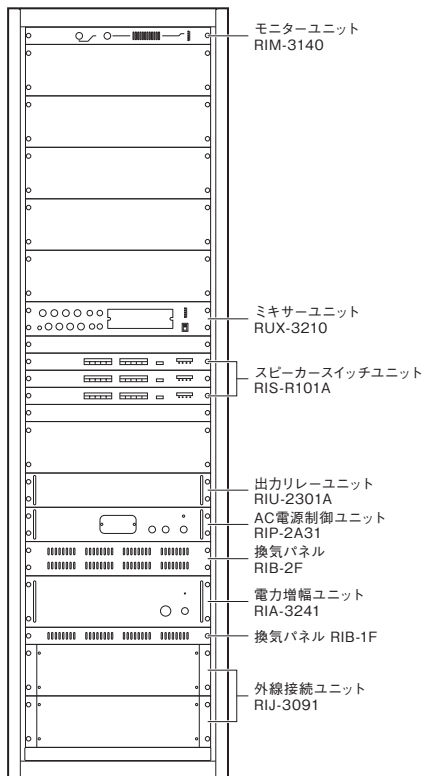 モニターユニット
RIM-3140
ミキサーユニット
RUX-3210
スピーカースイッチユニット
RIS-R101A
出力リレーユニット
RIU-2301A
AC電源制御ユニット
RIP-2A31
換気パネル
RIB-2F
電力増幅ユニット
RIA-3241
換気パネル RIB-1F
外線接続ユニット
RIJ-3091